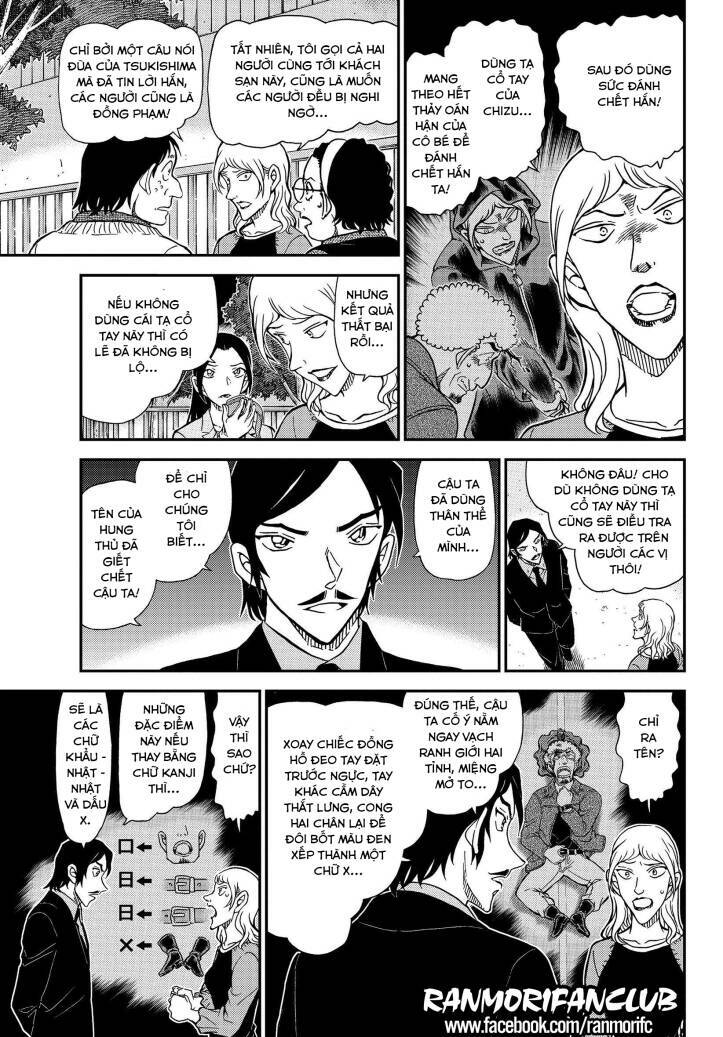 SAU ĐÓ DÙNG
SỨC ĐÁNH
CHẾT HẮN!
DÙNG TẠ
CỔ TAY
CỦA
CHIZU...
MANG
THEO HẾT
THẢY OÁN
HẬN CỦA
CÔ BÉ ĐỂ
ĐÁNH
CHẾT HẮN
TA!
TẤT NHIÊN, TÔI GỌI CẢ HAI
NGƯỜI CÙNG TỚI KHÁCH
SẠN NÀY, CŨNG LÀ MUỐN
CÁC NGƯỜI ĐỀU BỊ NGHI
NGỜ...
CHỈ BỞI MỘT CÂU NÓI
ĐÙA CỦA TSUKISHIMA
MÀ ĐÃ TIN LỜI HẮN,
CÁC NGƯỜI CŨNG LÀ
ĐỒNG PHẠM!
NHƯNG
KẾT QUẢ
THẤT BẠI
RỒI...
NẾU KHÔNG
DÙNG CÁI TẠ CỔ
TAY NÀY THÌ CÓ
LẼ ĐÃ KHÔNG BỊ
LỘ...
KHÔNG ĐÂU! CHO
DÙ KHÔNG DÙNG TẠ
CỔ TAY NÀY THÌ
CŨNG SẼ ĐIỀU TRA
RA ĐƯỢC TRÊN
NGƯỜI CÁC VỊ
THÔI!
CẬU TA
ĐÃ DÙNG
THÂN THỂ
CỦA
MÌNH...
ĐỂ CHỈ
CHO
CHÚNG
TÔI
BIẾT...
TÊN CỦA
HUNG
THỦ ĐÃ
GIẾT
CHẾT
CẬU TA!
CHỈ
RA
TÊN?
ĐÚNG THẾ, CẬU
TA CỐ Ý NẰM
NGAY VẠCH
RANH GIỚI HAI
TỈNH, MIỆNG
MỞ TO...
XOAY CHIẾC ĐỒNG
HỒ ĐEO TAY ĐẶT
TRƯỚC NGỰC, TAY
KHÁC CẦM DÂY
THẮT LƯNG, CONG
HAI CHÂN LẠI ĐỂ
ĐÔI BỐT MÀU ĐEN
XẾP THÀNH MỘT
CHỮ X...
VẬY
THÌ SAO
CHỨ?
NHỮNG
ĐẶC ĐIỂM
NÀY NẾU
THAY BẰNG
CHỮ KANJI
THÌ...
SẼ LÀ
CÁC
CHỮ
KHẨU -
NHẬT -
NHẬT
VÀ DẤU
X.
口←
日←
日←
×←
RANMORIFANCLUB
www.facebook.com/ranmorifc